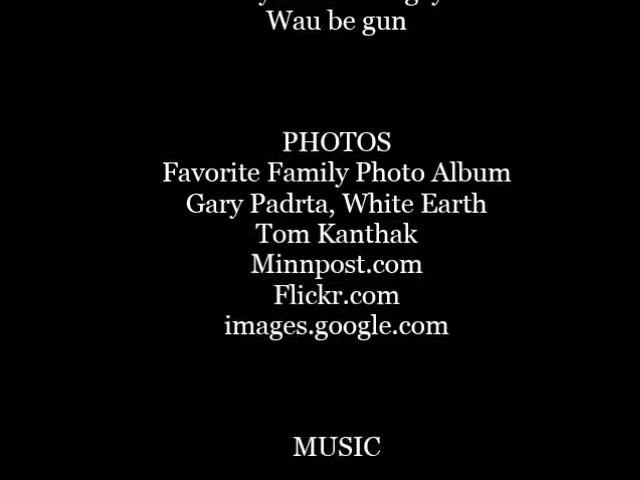 Wau be gun
PHOTOS
Favorite Family Photo Album
Gary Padrta, White Earth
Tom Kanthak
Minnpost.com
Flickr.com
images.google.com
MUSIC